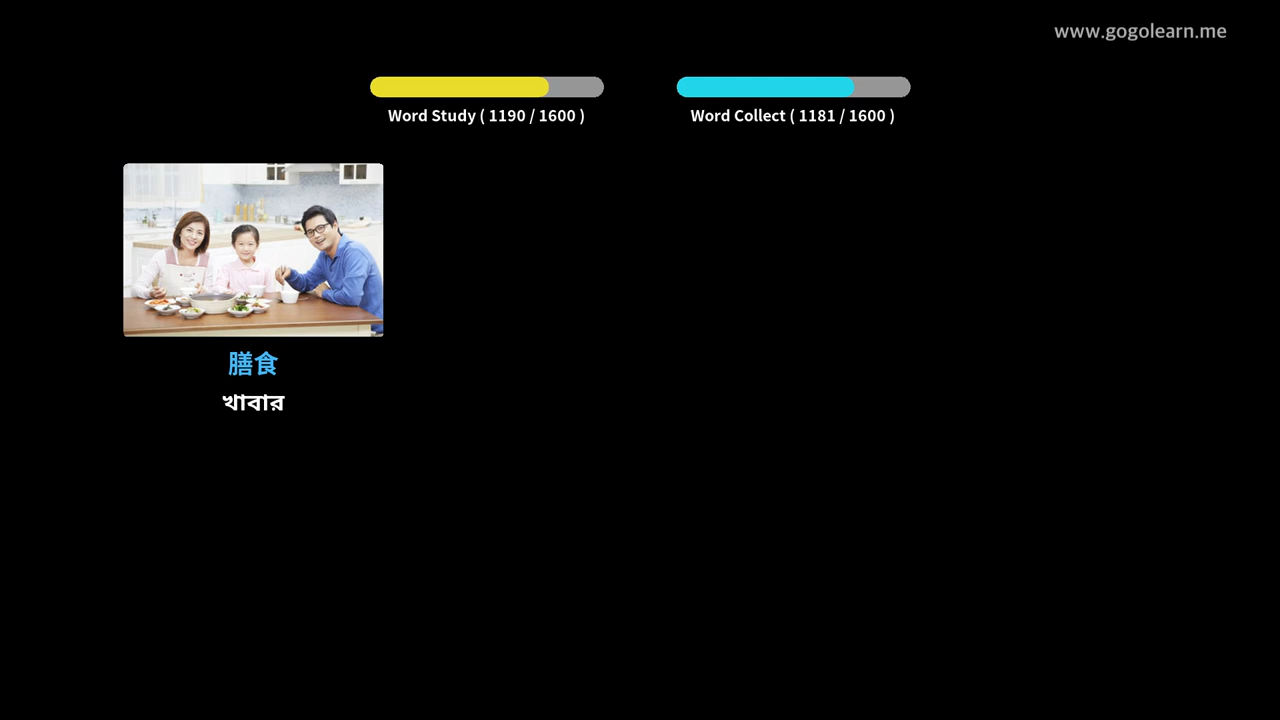 www.gogolearn.me
Word Study ( 1190 / 1600 )
Word Collect ( 1181 / 1600 )
膳食
খাবার